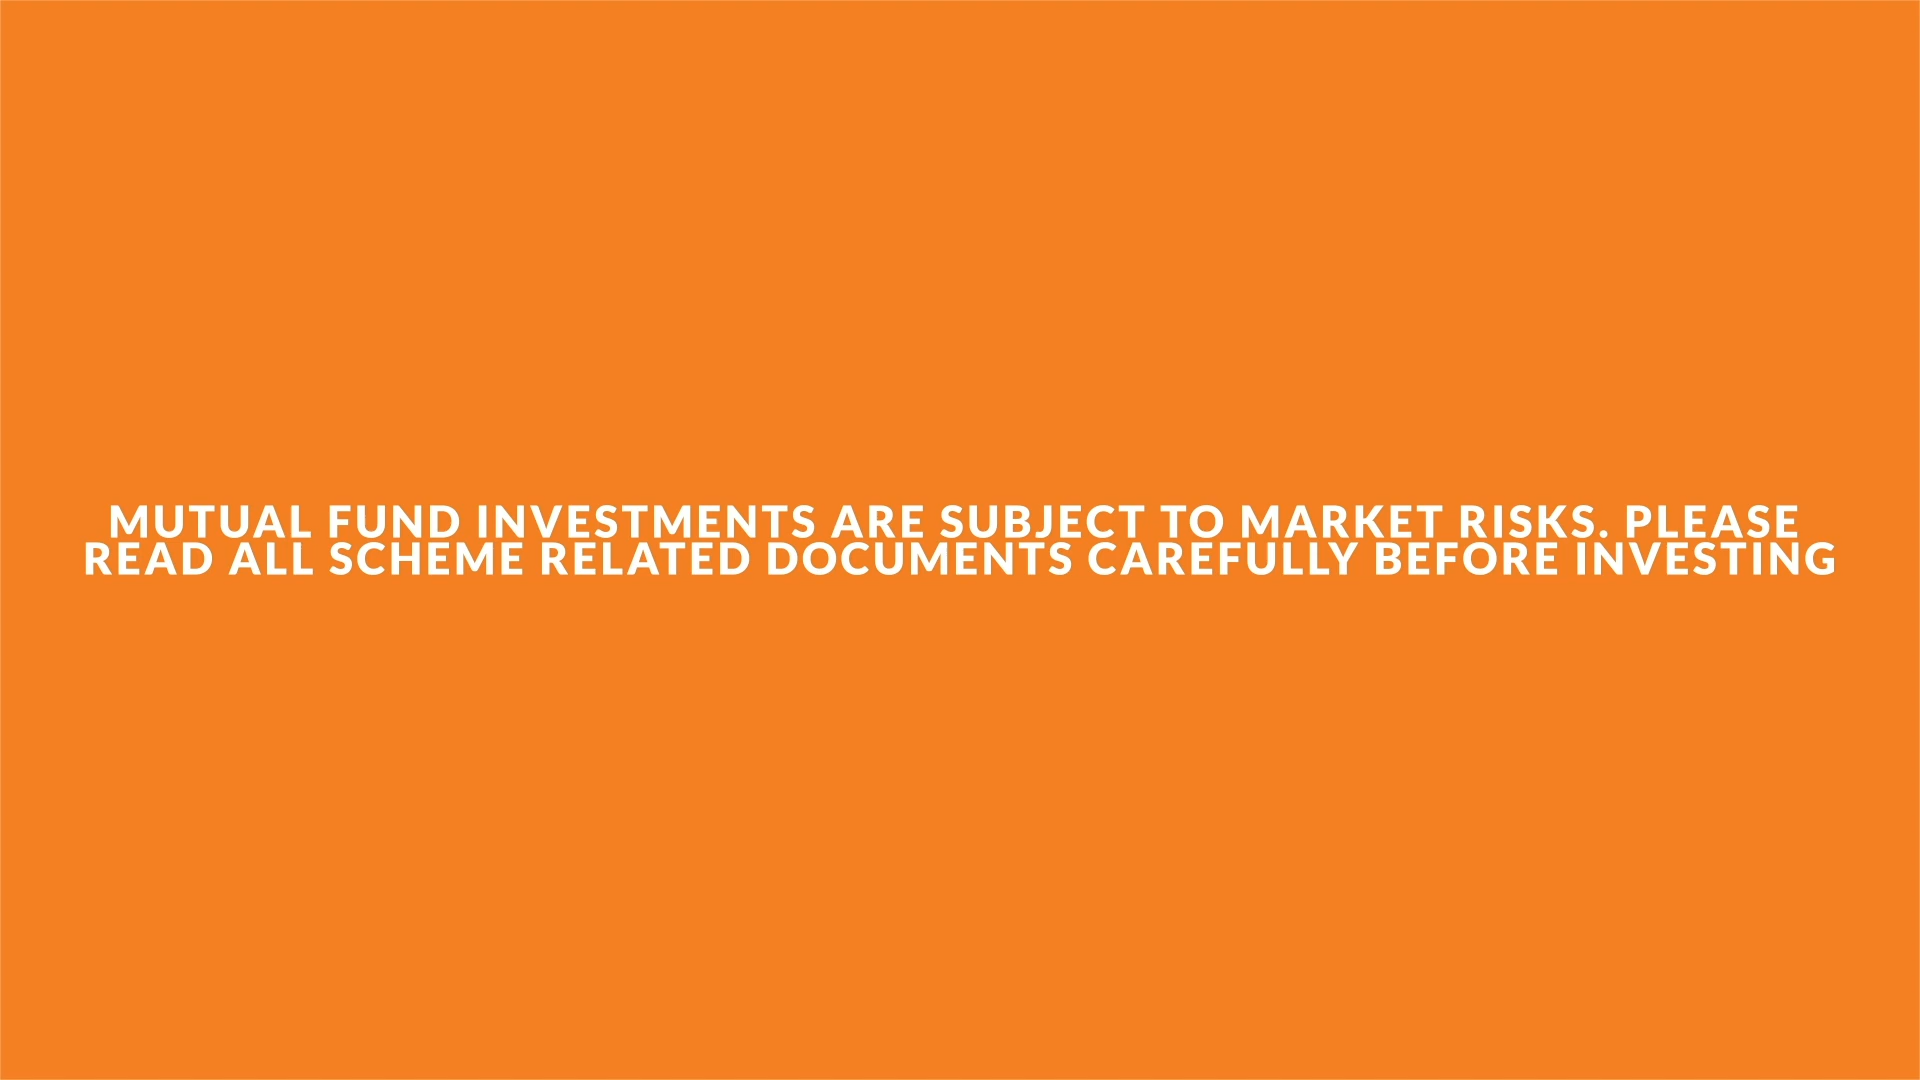 MUTUAL FUND INVESTMENTS ARE SUBJECT TO MARKET RISKS. PLEASE
READ ALL SCHEME RELATED DOCUMENTS CAREFULLY BEFORE INVESTING